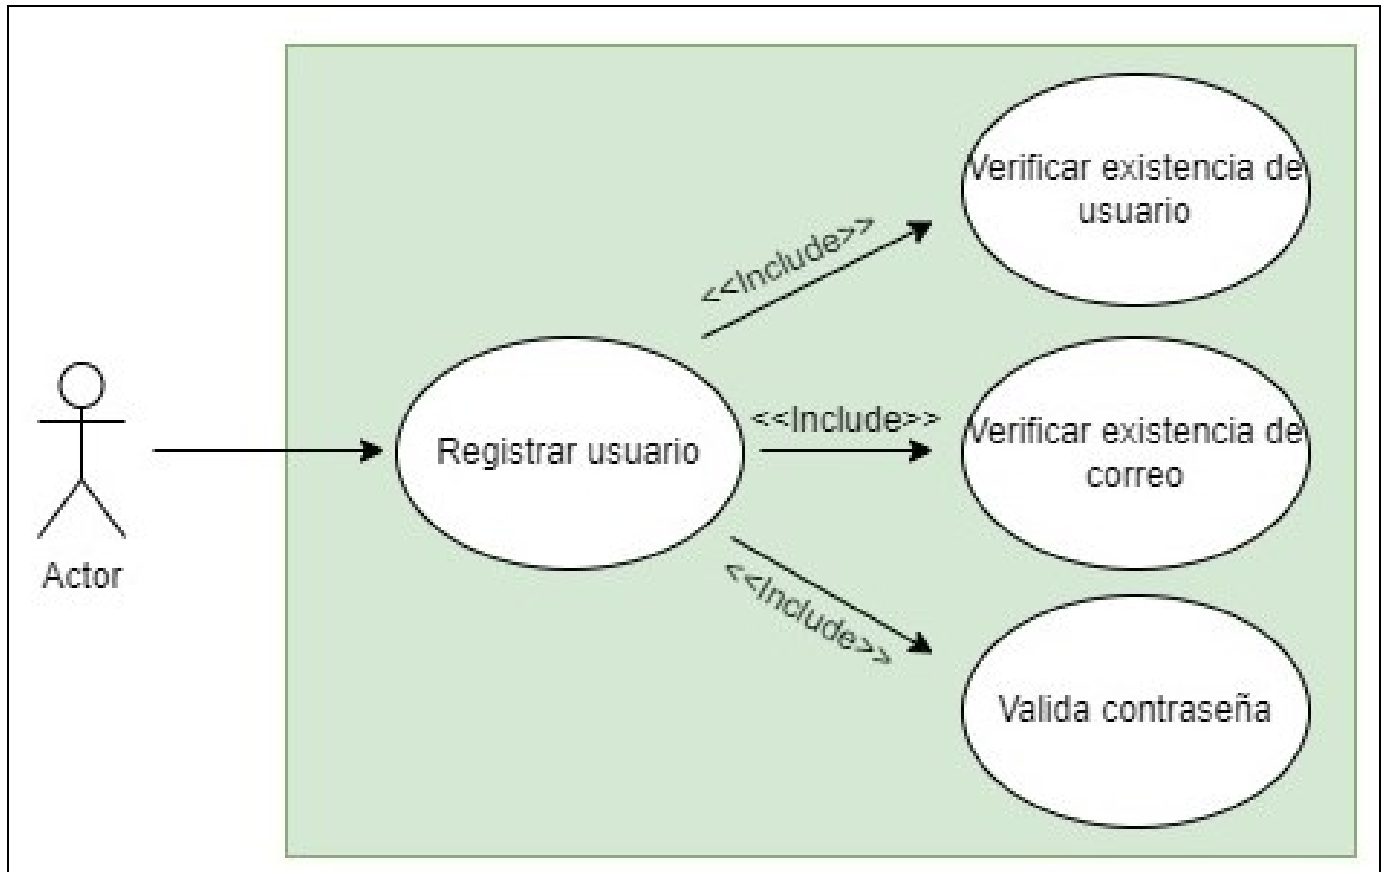 Verificar existencia de
usuario
<<Include>>
<<Include>>
Verificar existencia de
correo
Registrar usuario
Actor
<<Include>>
Valida contraseña